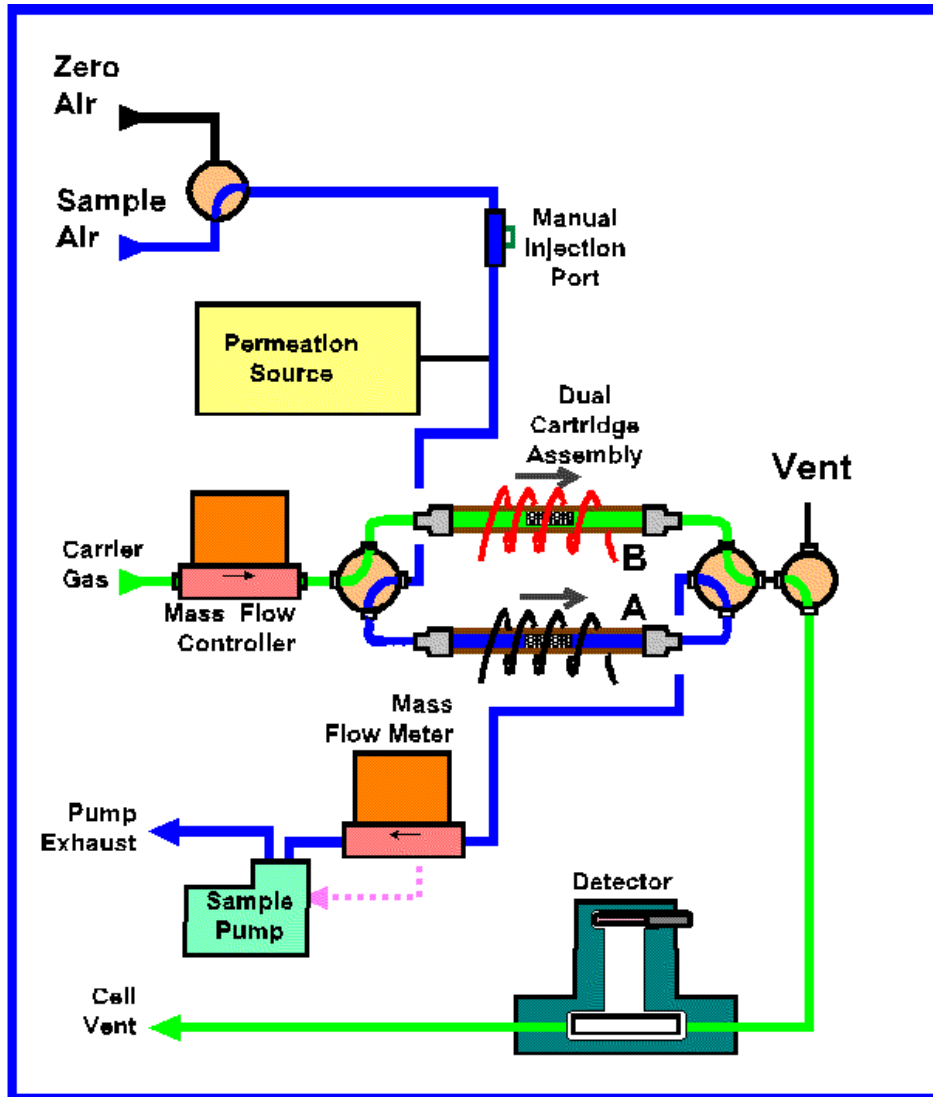 Zero
Air
Sample
Air
Manual
Injection
Port
Permeation
Source
Dual
Cartridge
Assembly
Vent
Carrier
Gas
Mass Flow
Controller
B
A
Mass
Flow Meter
Pump
Exhaust
Sample
Pump
Detector
Cell
Vent